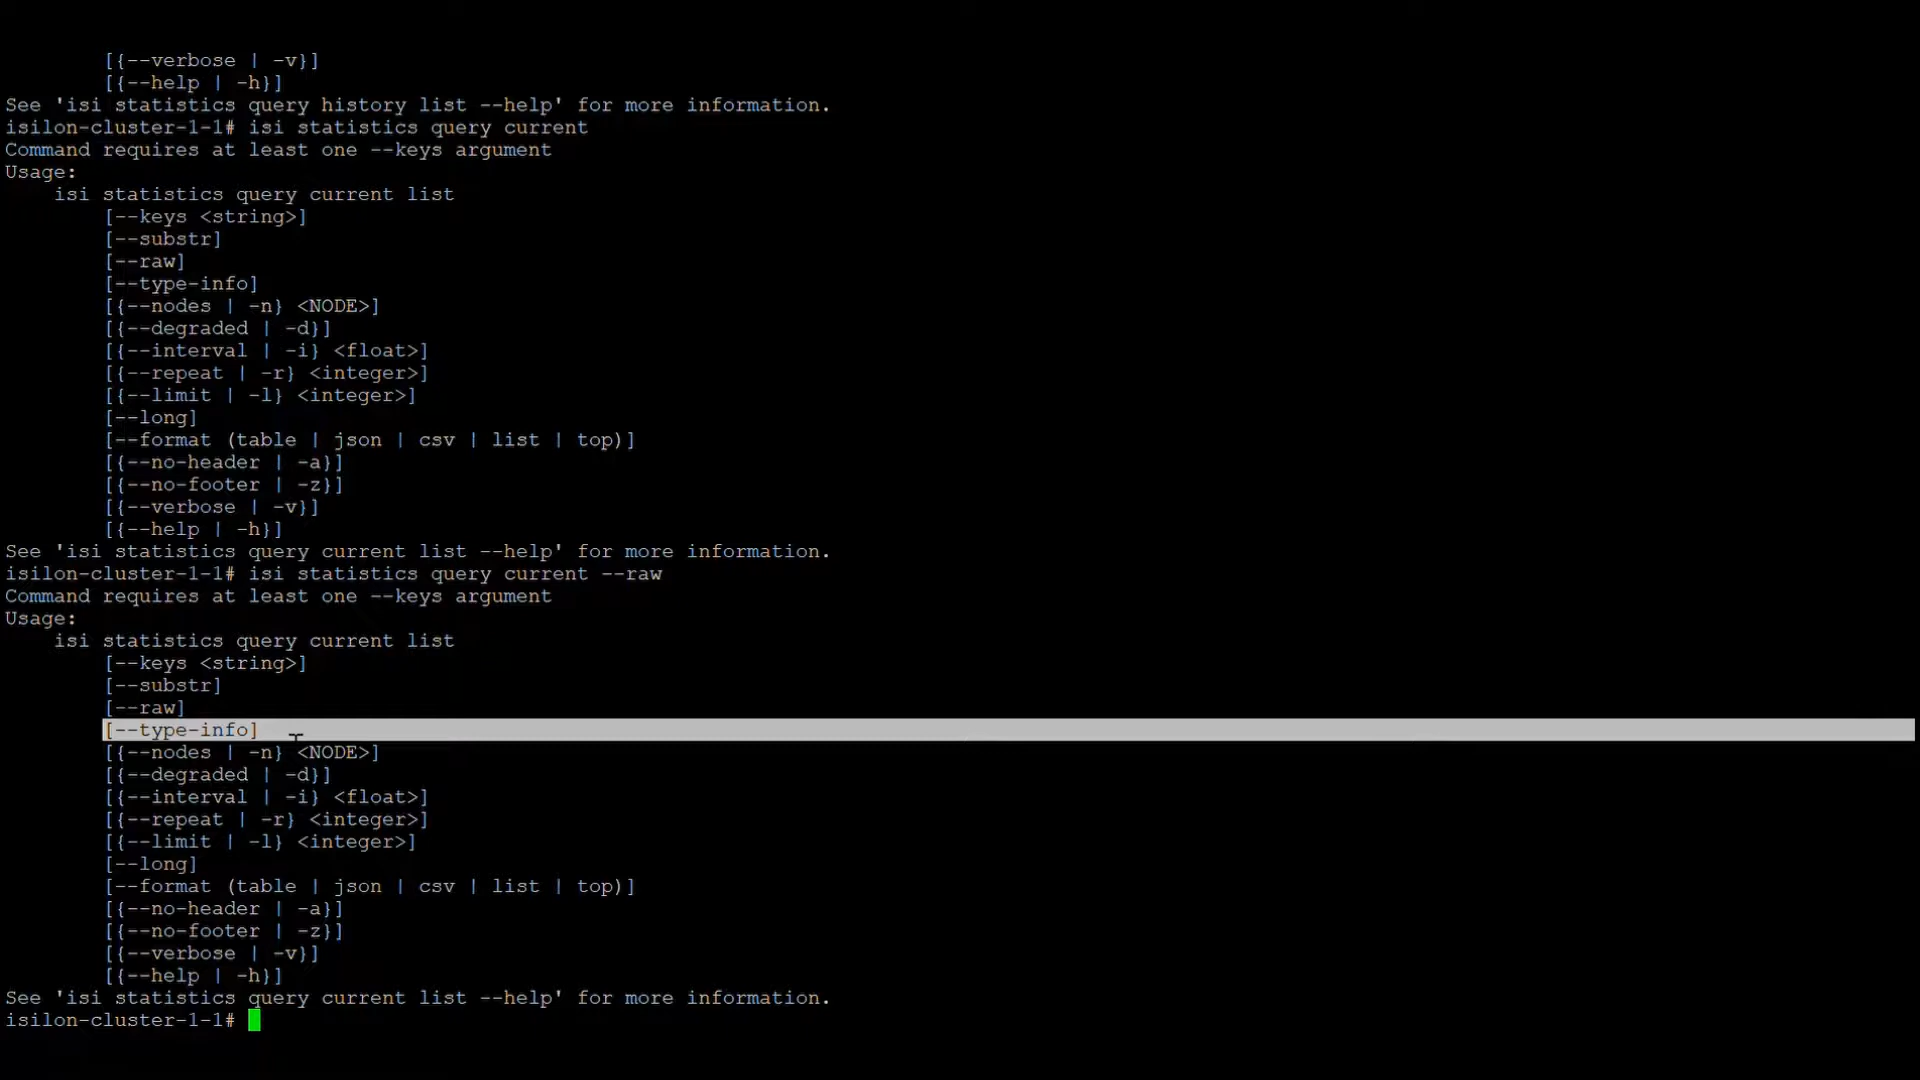 [{--verbose | -v}]
[{--help | -h}]
See 'isi statistics query history list --help' for more information.
isilon-cluster-1-1# isi statistics query current
Command requires at least one --keys argument
Usage:
isi statistics query current list
[--keys <string>]
[--substr]
[--raw]
[--type-info]
[{--nodes | -n} <NODE>]
[{--degraded | -d}]
[{--interval | -i} <float>]
[{--repeat | -r} <integer>]
[{--limit | -l} <integer>]
[--long]
[--format (table | json | csv | list | top)]
[{--no-header | -a}]
[{--no-footer | -z}]
[{--verbose | -v}]
[{--help | -h}]
See 'isi statistics query current list --help' for more information.
isilon-cluster-1-1# isi statistics query current --raw
Command requires at least one --keys argument
Usage:
isi statistics query current list
[--keys <string>]
[--substr]
[--raw]
[--type-info]
[{--nodes | -n} <NODE>]
[{--degraded | -d}]
[{--interval | -i} <float>]
[{--repeat | -r} <integer>]
[{--limit | -l} <integer>]
[--long]
[--format (table | json | csv | list | top)]
[{--no-header | -a}]
[{--no-footer | -z}]
[{--verbose | -v}]
[{--help | -h}]
See 'isi statistics query current list --help' for more information.
isilon-cluster-1-1#